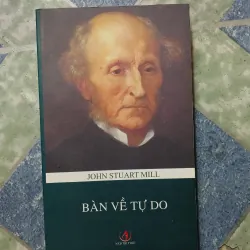 JOHN STUART MILL
BÀN VỀ TỰ DO